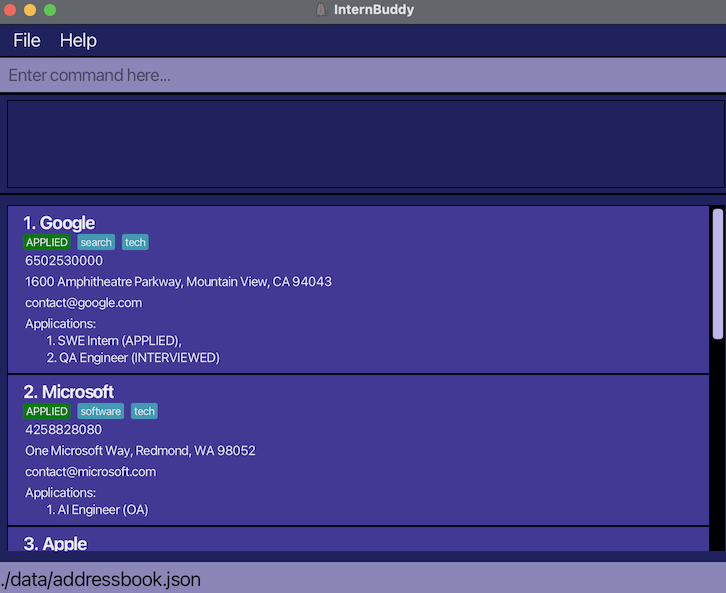 InternBuddy
File Help
Enter command here...
1. Google
APPLIED search tech
6502530000
1600 Amphitheatre Parkway, Mountain View, CA 94043
contact@google.com
Applications:
1. SWE Intern (APPLIED),
2. QA Engineer (INTERVIEWED)
2. Microsoft
APPLIED software tech
4258828080
One Microsoft Way, Redmond, WA 98052
contact@microsoft.com
Applications:
1. AI Engineer (OA)
3. Apple
./data/addressbook.json